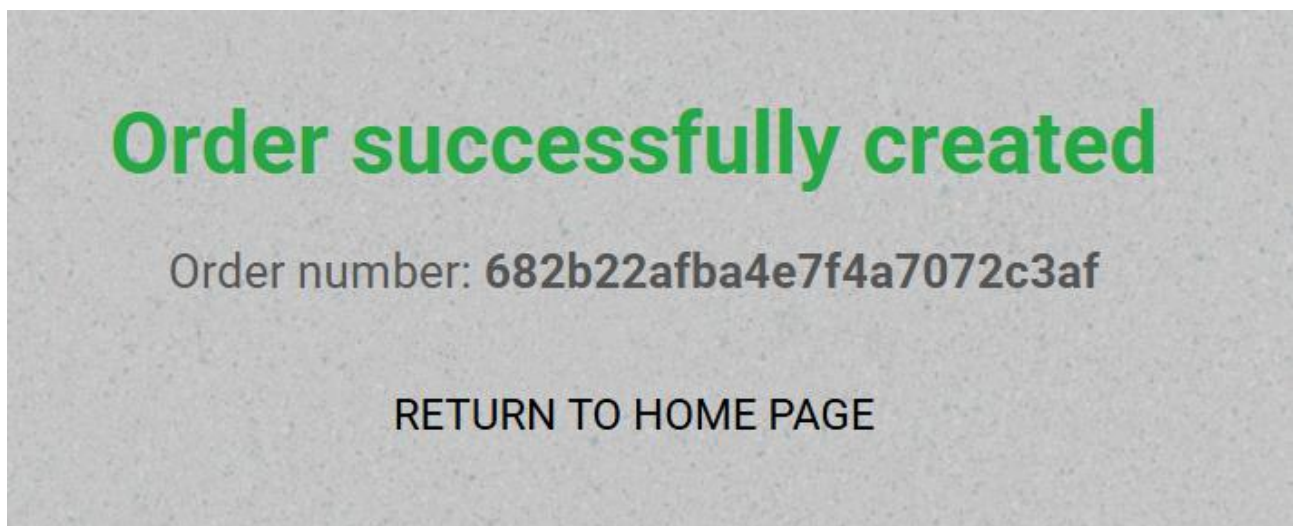 Order successfully created
Order number: 682b22afba4e7f4a7072c3af
RETURN TO HOME PAGE